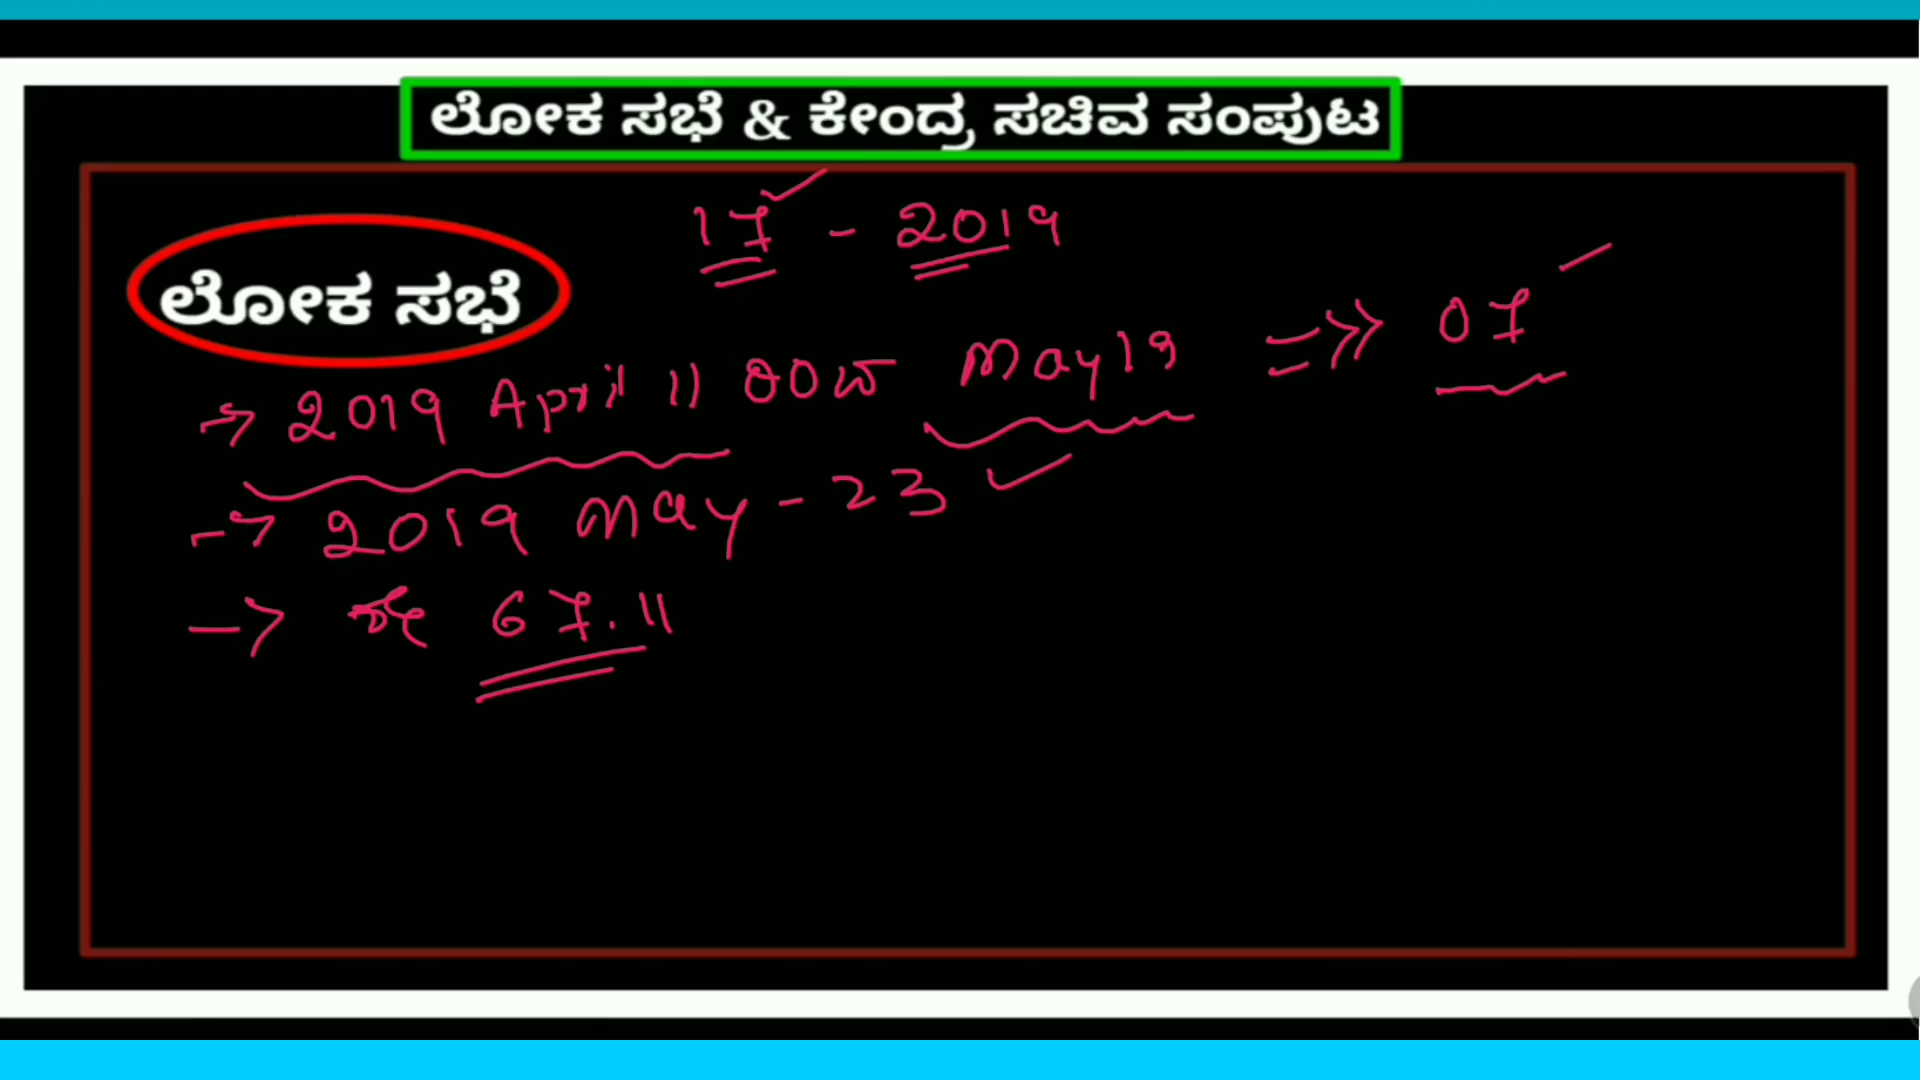 ಲೋಕ ಸಭೆ & ಕೇಂದ್ರ ಸಚಿವ ಸಂಪುಟ
17 - 2019
ಲೋಕ ಸಭೆ
→ 2019 April 11 ರಿಂದ May 19 => 07
→ 2019 May - 23
→ 67.11